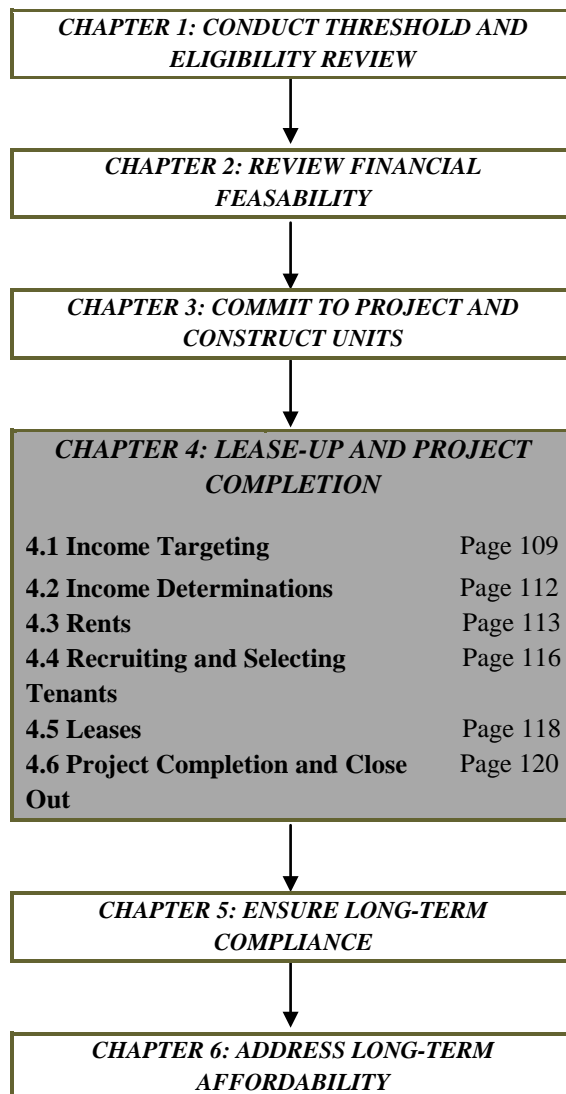 CHAPTER 1: CONDUCT THRESHOLD AND
ELIGIBILITY REVIEW
CHAPTER 2: REVIEW FINANCIAL
FEASABILITY
CHAPTER 3: COMMIT TO PROJECT AND
CONSTRUCT UNITS
CHAPTER 4: LEASE-UP AND PROJECT
COMPLETION
4.1 Income Targeting Page 109
4.2 Income Determinations Page 112
4.3 Rents Page 113
4.4 Recruiting and Selecting Page 116
Tenants
4.5 Leases Page 118
4.6 Project Completion and Close Page 120
Out
CHAPTER 5: ENSURE LONG-TERM
COMPLIANCE
CHAPTER 6: ADDRESS LONG-TERM
AFFORDABILITY